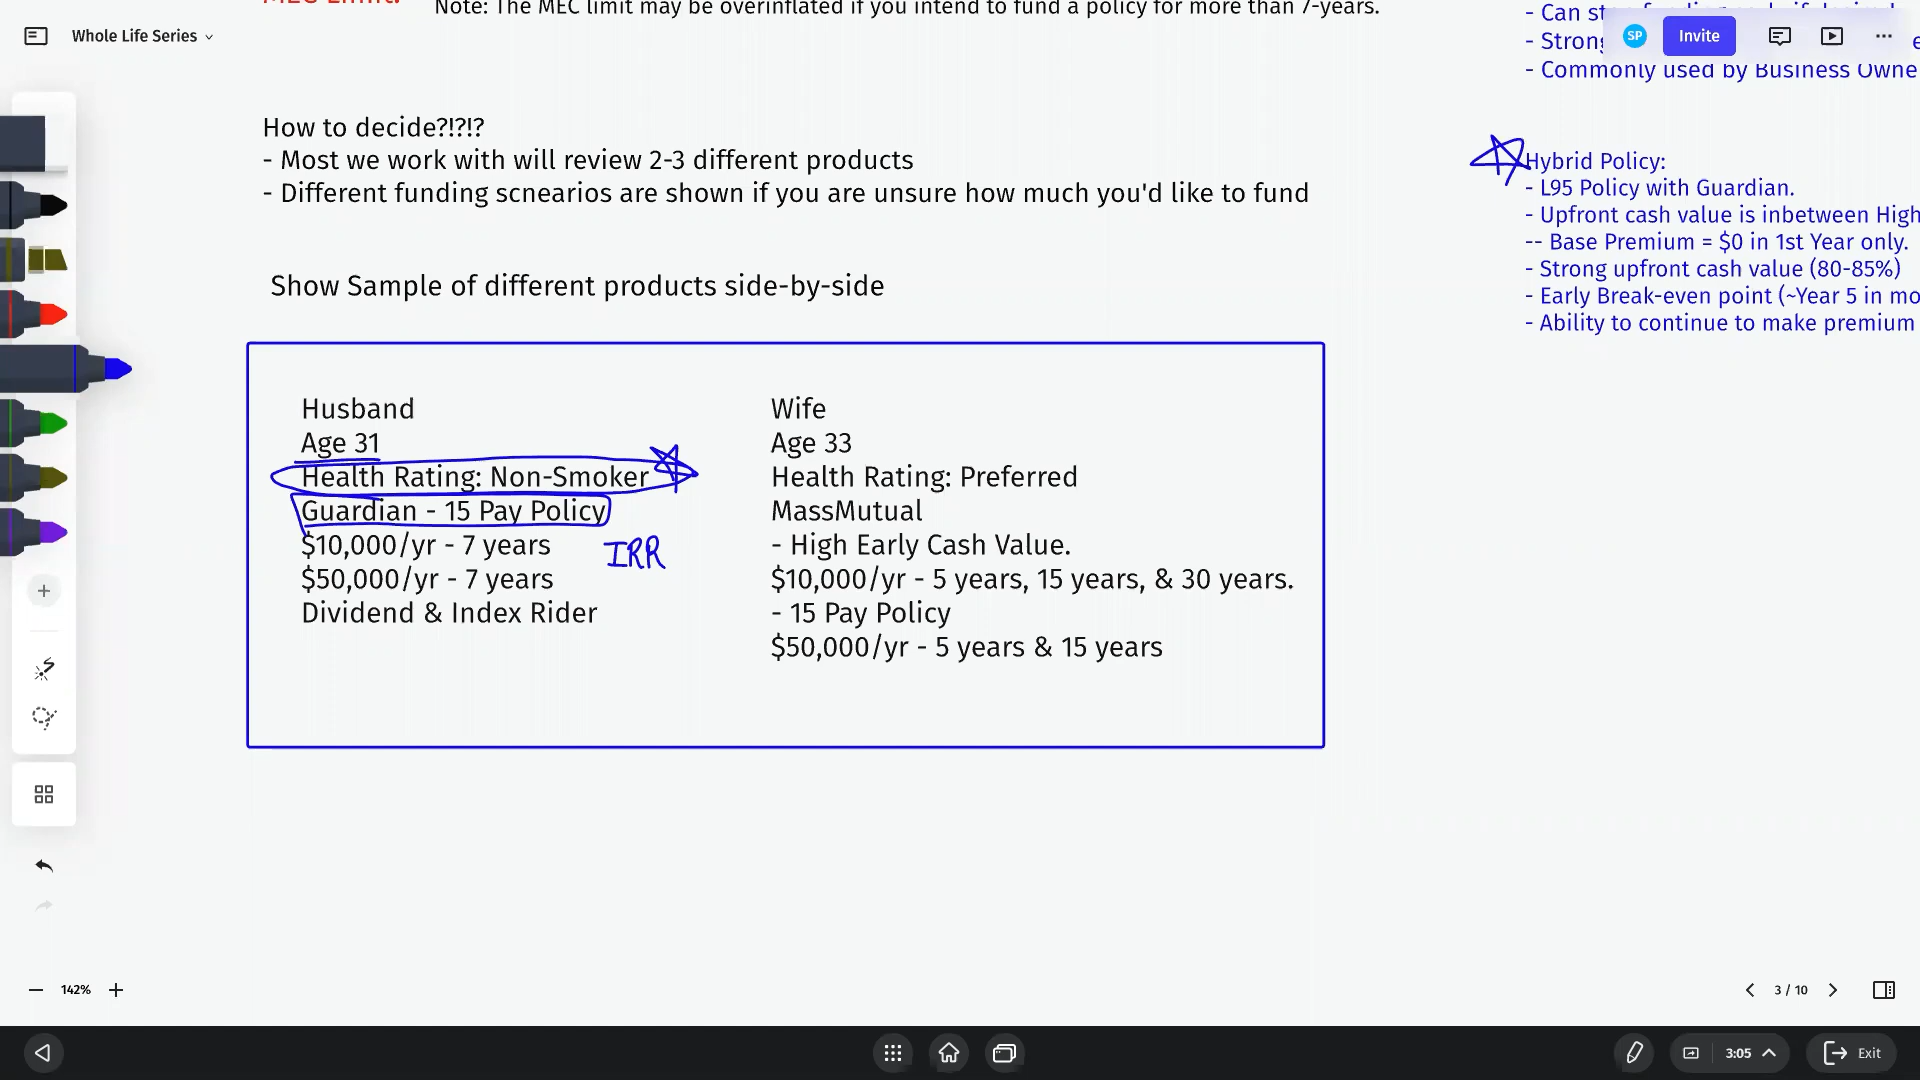 Note: The MEC limit may be overinflated if you intend to fund a policy for more than 7-years.
Whole Life Series
SP
Invite
- Strong
- Commonly used by Business Owne
How to decide?!?!?
- Most we work with will review 2-3 different products
- Different funding scnearios are shown if you are unsure how much you'd like to fund
Show Sample of different products side-by-side
Hybrid Policy:
- L95 Policy with Guardian.
- Upfront cash value is inbetween High
-- Base Premium = $0 in 1st Year only.
- Strong upfront cash value (80-85%)
- Early Break-even point (~Year 5 in mo
- Ability to continue to make premium
Husband
Age 31
Health Rating: Non-Smoker
Guardian - 15 Pay Policy
$10,000/yr - 7 years
IRR
$50,000/yr - 7 years
Dividend & Index Rider
Wife
Age 33
Health Rating: Preferred
MassMutual
- High Early Cash Value.
$10,000/yr - 5 years, 15 years, & 30 years.
- 15 Pay Policy
$50,000/yr - 5 years & 15 years
142%
3 / 10
3:05
Exit